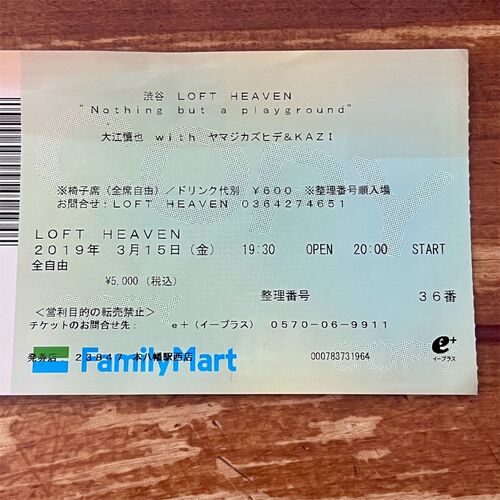 渋谷 LOFT HEAVEN
"Nothing but a playground"
大江慎也 with ヤマジカズヒデ&KAZI
※椅子席(全席自由)/ドリンク代別 ¥600 ※整理番号順入場
お問合せ:LOFT HEAVEN 0364274651
LOFT HEAVEN
2019年 3月15日(金) 19:30 OPEN 20:00 START
全自由
¥5,000(税込)
整理番号 36番
<営利目的の転売禁止>
チケットのお問合せ先: e+(イープラス) 0570-06-9911
e+
イープラス
発券店: 23847 本八幡駅西店
FamilyMart
000783731964
COPY